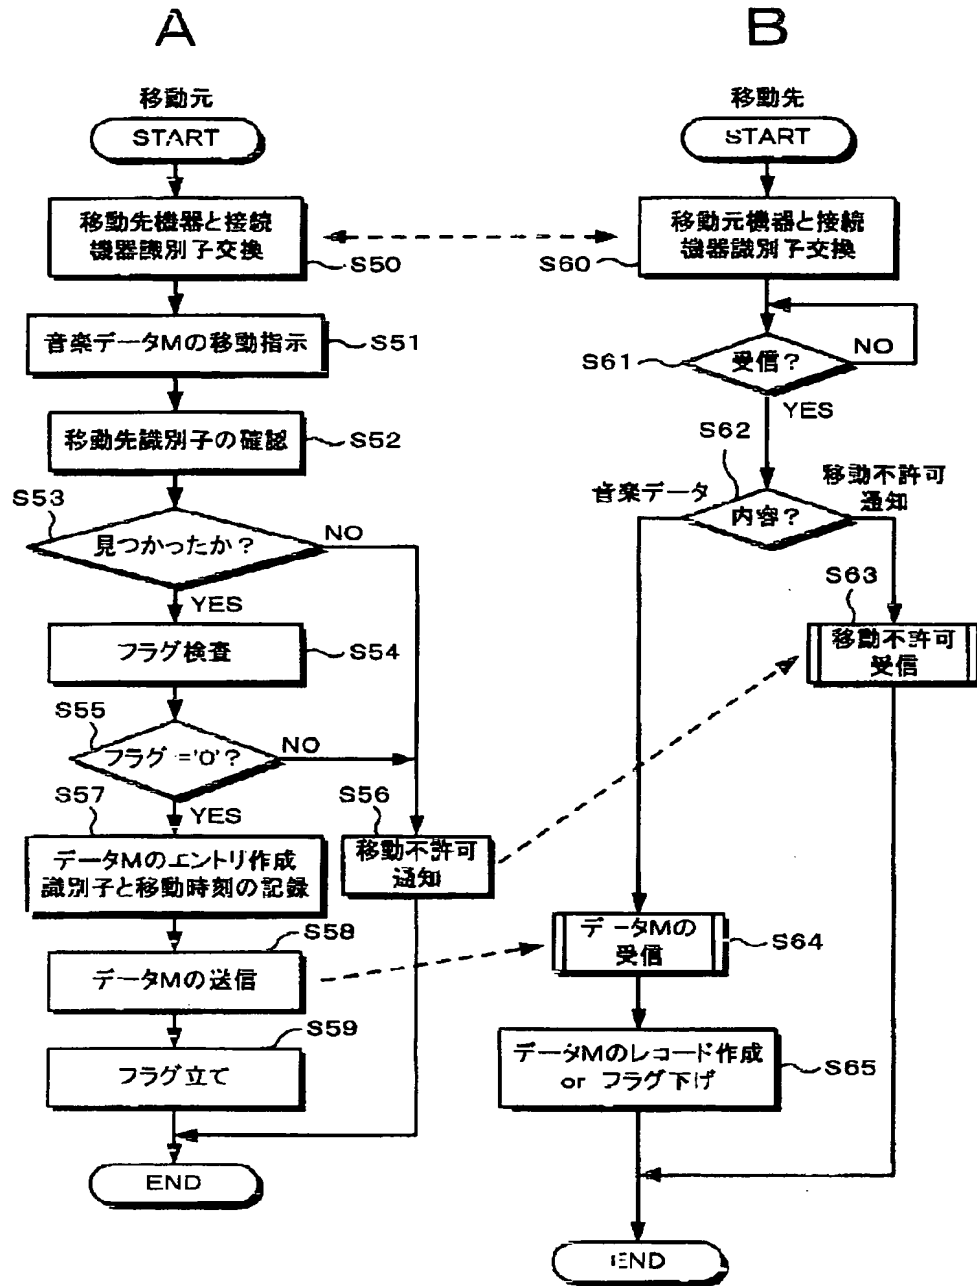 A
移動元
START
移動先機器と接続
機器識別子交換
S50
音楽データMの移動指示
S51
移動先識別子の確認
S52
S53
見つかったか?
NO
YES
フラグ検査
S54
S55
フラグ='0'?
NO
YES
S57
データMのエントリ作成
識別子と移動時刻の記録
S56
移動不許可
通知
S58
データMの送信
S59
フラグ立て
END
B
移動先
START
移動元機器と接続
機器識別子交換
S60
S61
受信?
NO
YES
S62
音楽データ
内容?
移動不許可
通知
S63
移動不許可
受信
データMの
受信
S64
データMのレコード作成
or フラグ下げ
S65
END